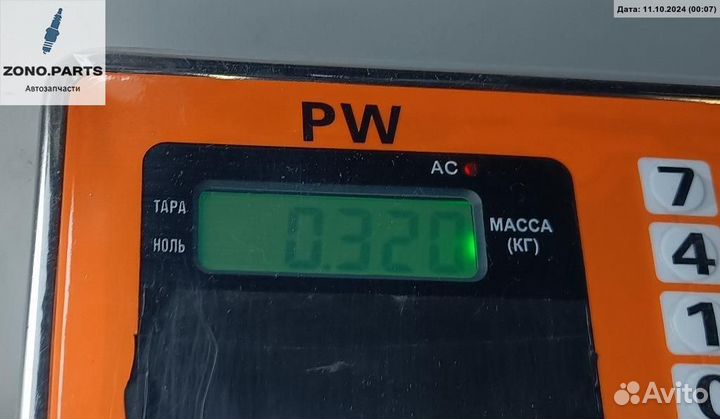 Дата: 11.10.2024 (00:07)
ZONO.PARTS
Автозапчасти
PW
AC
7
ТАРА
0.320
МАССА
(КГ)
НОЛЬ
4
1
Avito